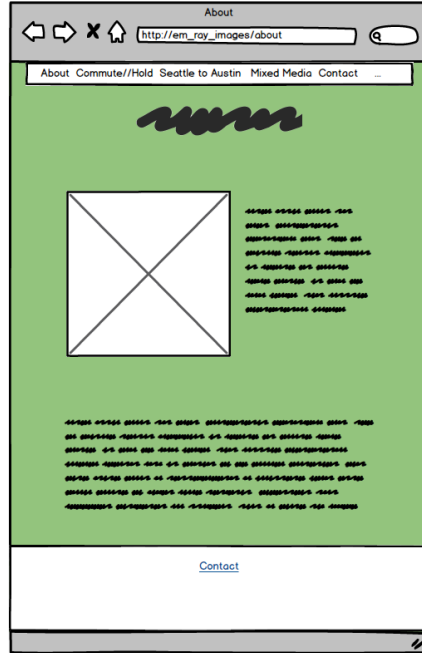 About
http://em_ray_images/about
About Commute//Hold Seattle to Austin Mixed Media Contact ...
Contact